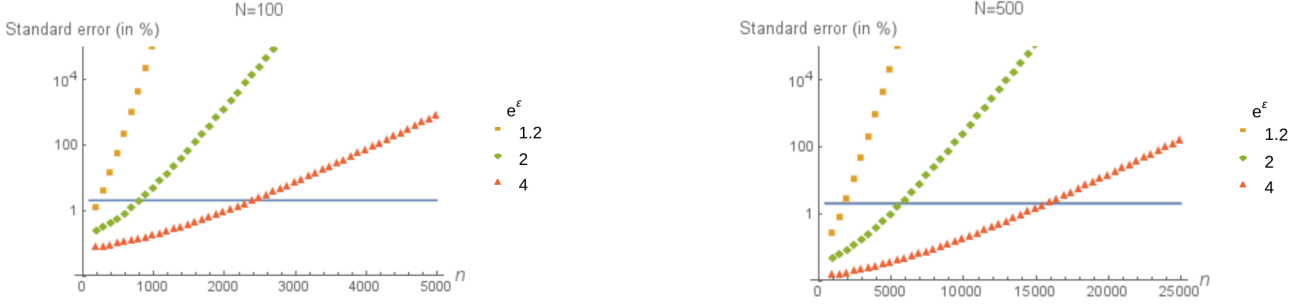 N=100
Standard error (in %)
10^4
100
1
0 1000 2000 3000 4000 5000 n
e^ε
1.2
2
4
N=500
Standard error (in %)
10^4
100
1
0 5000 10000 15000 20000 25000 n
e^ε
1.2
2
4